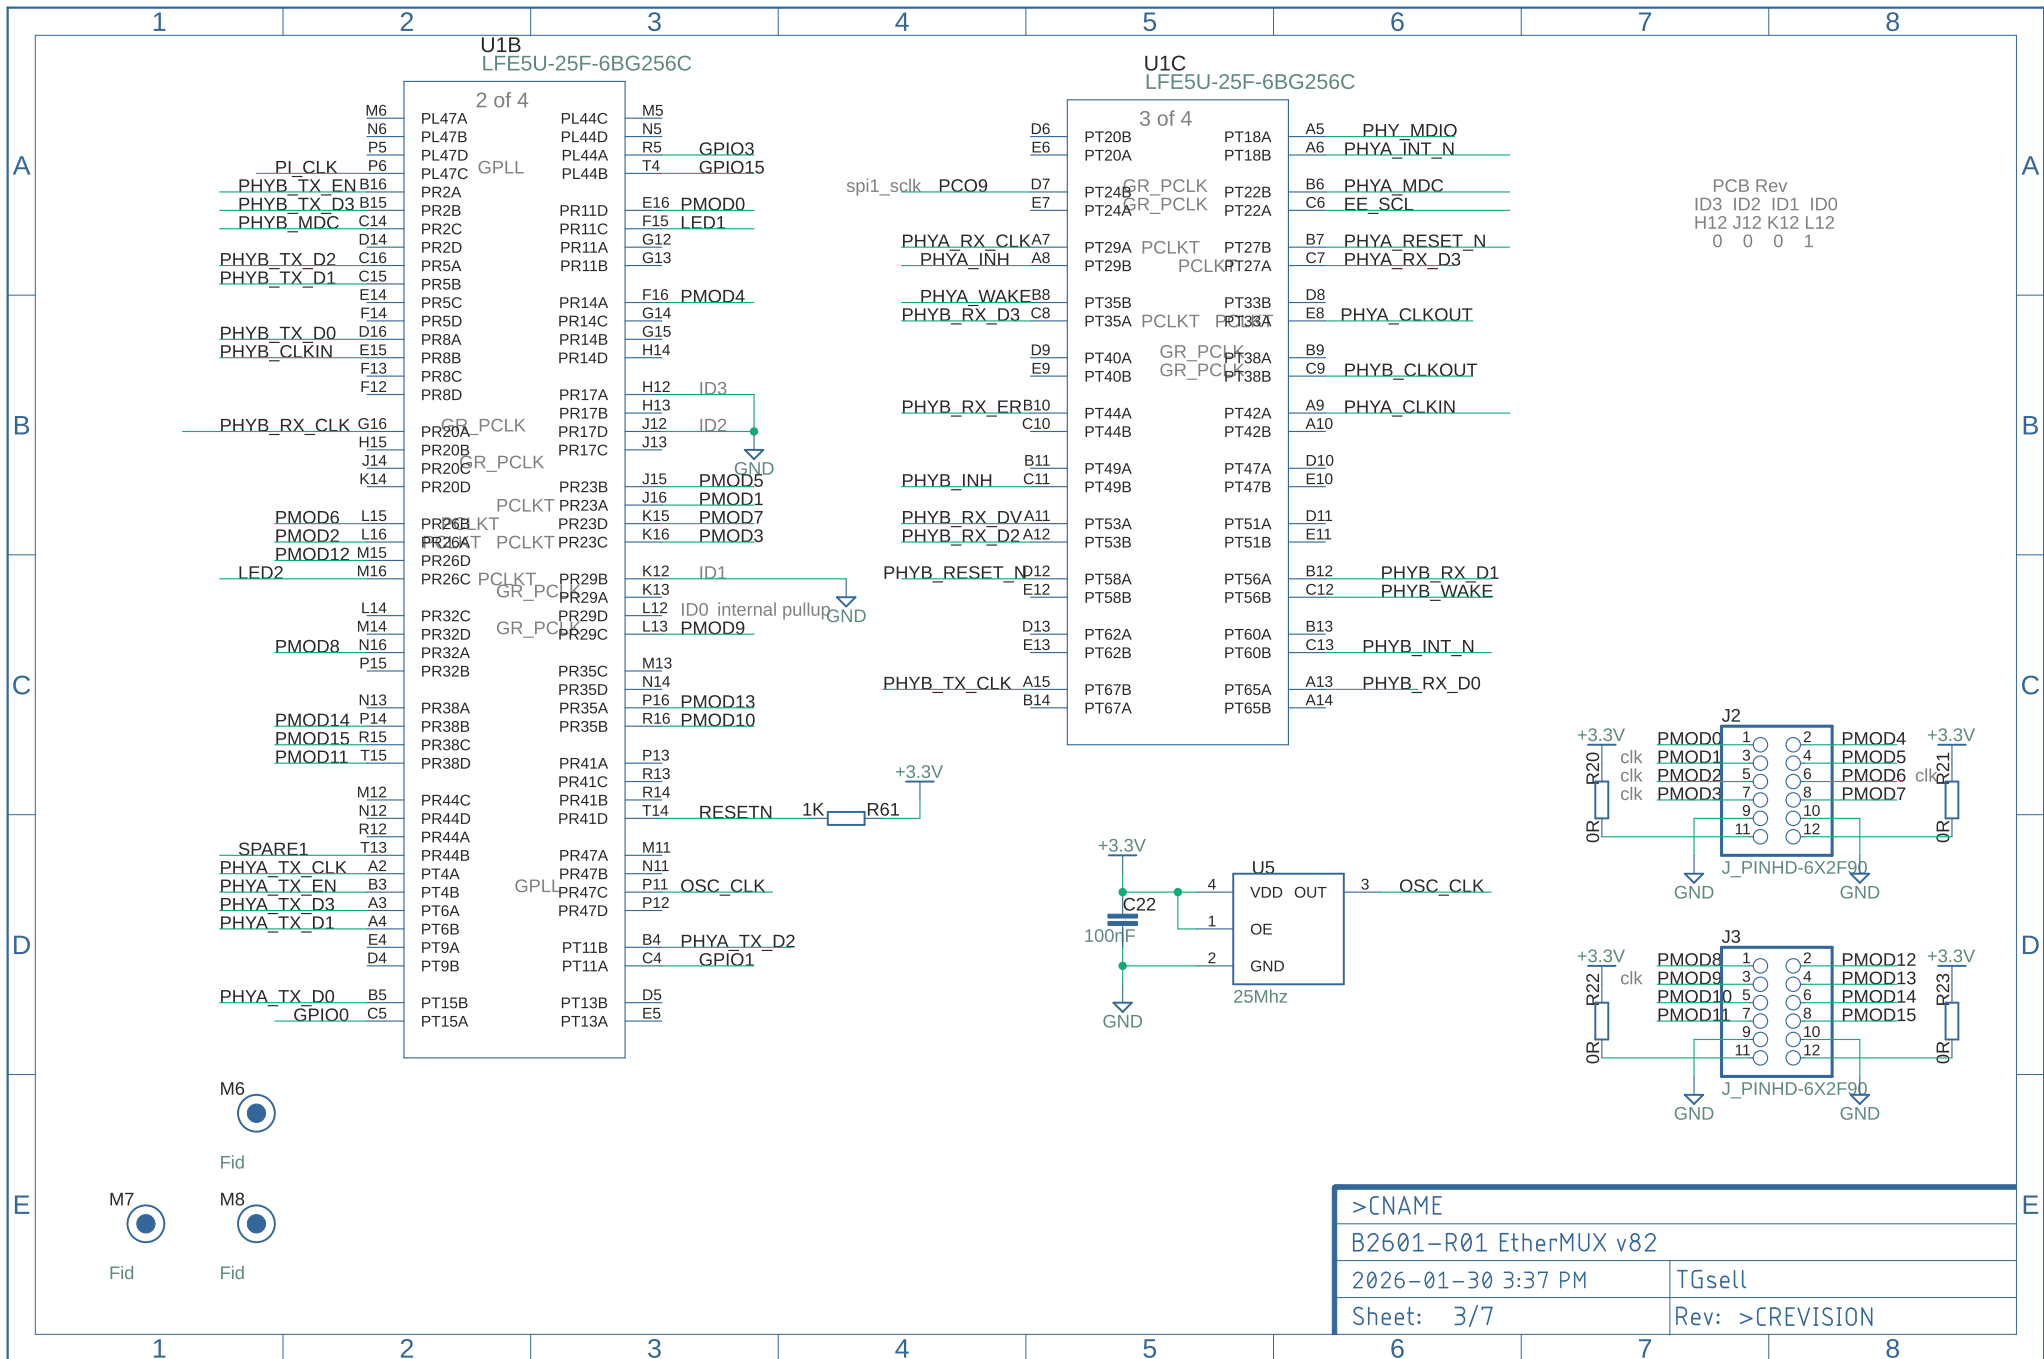 1 2 3 4 5 6 7 8
A B C D E
U1B
LFE5U-25F-6BG256C
2 of 4
M6 PL47A
N6 PL47B
P5 PL47D
PI_CLK P6 PL47C GPLL
PHYB_TX_EN B16 PR2A
PHYB_TX_D3 B15 PR2B
PHYB_MDC C14 PR2C
D14 PR2D
PHYB_TX_D2 C16 PR5A
PHYB_TX_D1 C15 PR5B
E14 PR5C
F14 PR5D
PHYB_TX_D0 D16 PR8A
PHYB_CLKIN E15 PR8B
F13 PR8C
F12 PR8D
PHYB_RX_CLK G16 PR20A GR_PCLK
H15 PR20B
J14 PR20C GR_PCLK
K14 PR20D
PMOD6 L15 PR26B PCLKT
PMOD2 L16 PR26A PCLKT
PMOD12 M15 PR26D
LED2 M16 PR26C PCLKT
L14 PR32C
M14 PR32D
PMOD8 N16 PR32A
P15 PR32B
N13 PR38A
PMOD14 P14 PR38B
PMOD15 R15 PR38C
PMOD11 T15 PR38D
M12 PR44C
N12 PR44D
R12 PR44A
SPARE1 T13 PR44B
PHYA_TX_CLK A2 PT4A
PHYA_TX_EN B3 PT4B
PHYA_TX_D3 A3 PT6A
PHYA_TX_D1 A4 PT6B
E4 PT9A
D4 PT9B
PHYA_TX_D0 B5 PT15B
GPIO0 C5 PT15A
PL44C M5
PL44D N5
PL44A R5 GPIO3
PL44B T4 GPIO15
PR11D E16 PMOD0
PR11C F15 LED1
PR11A G12
PR11B G13
PR14A F16 PMOD4
PR14C G14
PR14B G15
PR14D H14
PR17A H12 ID3
PR17B H13
PR17D J12 ID2
PR17C J13
GND
PR23B J15 PMOD5
PCLKT PR23A J16 PMOD1
PR23D K15 PMOD7
PCLKT PR23C K16 PMOD3
PR29B K12 ID1
GR_PCLK PR29A K13
PR29D L12 ID0 internal pullup
GND
GR_PCLK PR29C L13 PMOD9
PR35C M13
PR35D N14
PR35A P16 PMOD13
PR35B R16 PMOD10
PR41A P13
PR41C R13
PR41B R14
PR41D T14 RESETN 1K R61 +3.3V
PR47A M11
PR47B N11
GPLL PR47C P11 OSC_CLK
PR47D P12
PT11B B4 PHYA_TX_D2
PT11A C4 GPIO1
PT13B D5
PT13A E5
U1C
LFE5U-25F-6BG256C
3 of 4
D6 PT20B
E6 PT20A
spi1_sclk PCO9 D7 PT24B GR_PCLK
E7 PT24A GR_PCLK
PHYA_RX_CLK A7 PT29A PCLKT
PHYA_INH A8 PT29B
PHYA_WAKE B8 PT35B
PHYB_RX_D3 C8 PT35A PCLKT
D9 PT40A
E9 PT40B
PHYB_RX_ER B10 PT44A
C10 PT44B
B11 PT49A
PHYB_INH C11 PT49B
PHYB_RX_DV A11 PT53A
PHYB_RX_D2 A12 PT53B
PHYB_RESET_N D12 PT58A
E12 PT58B
D13 PT62A
E13 PT62B
PHYB_TX_CLK A15 PT67B
B14 PT67A
PT18A A5 PHY_MDIO
PT18B A6 PHYA_INT_N
PT22B B6 PHYA_MDC
PT22A C6 EE_SCL
PT27B B7 PHYA_RESET_N
PCLKT PT27A C7 PHYA_RX_D3
PT33B D8
PCLKT PT33A E8 PHYA_CLKOUT
GR_PCLK PT38A B9
GR_PCLK PT38B C9 PHYB_CLKOUT
PT42A A9 PHYA_CLKIN
PT42B A10
PT47A D10
PT47B E10
PT51A D11
PT51B E11
PT56A B12 PHYB_RX_D1
PT56B C12 PHYB_WAKE
PT60A B13
PT60B C13 PHYB_INT_N
PT65A A13 PHYB_RX_D0
PT65B A14
PCB Rev
ID3 ID2 ID1 ID0
H12 J12 K12 L12
0 0 0 1
+3.3V
C22
100nF
GND
U5
4 VDD OUT 3 OSC_CLK
1 OE
2 GND
25Mhz
J2
+3.3V +3.3V
R20 0R R21 0R
PMOD0 1 2 PMOD4
clk PMOD1 3 4 PMOD5
clk PMOD2 5 6 PMOD6 clk
clk PMOD3 7 8 PMOD7
9 10
11 12
J_PINHD-6X2F90
GND GND
J3
+3.3V +3.3V
R22 0R R23 0R
PMOD8 1 2 PMOD12
clk PMOD9 3 4 PMOD13
PMOD10 5 6 PMOD14
PMOD11 7 8 PMOD15
9 10
11 12
J_PINHD-6X2F90
GND GND
M6
Fid
M7 M8
Fid Fid
>CNAME
B2601-R01 EtherMUX v82
2026-01-30 3:37 PM TGsell
Sheet: 3/7 Rev: >CREVISION
A B C D E
1 2 3 4 5 6 7 8